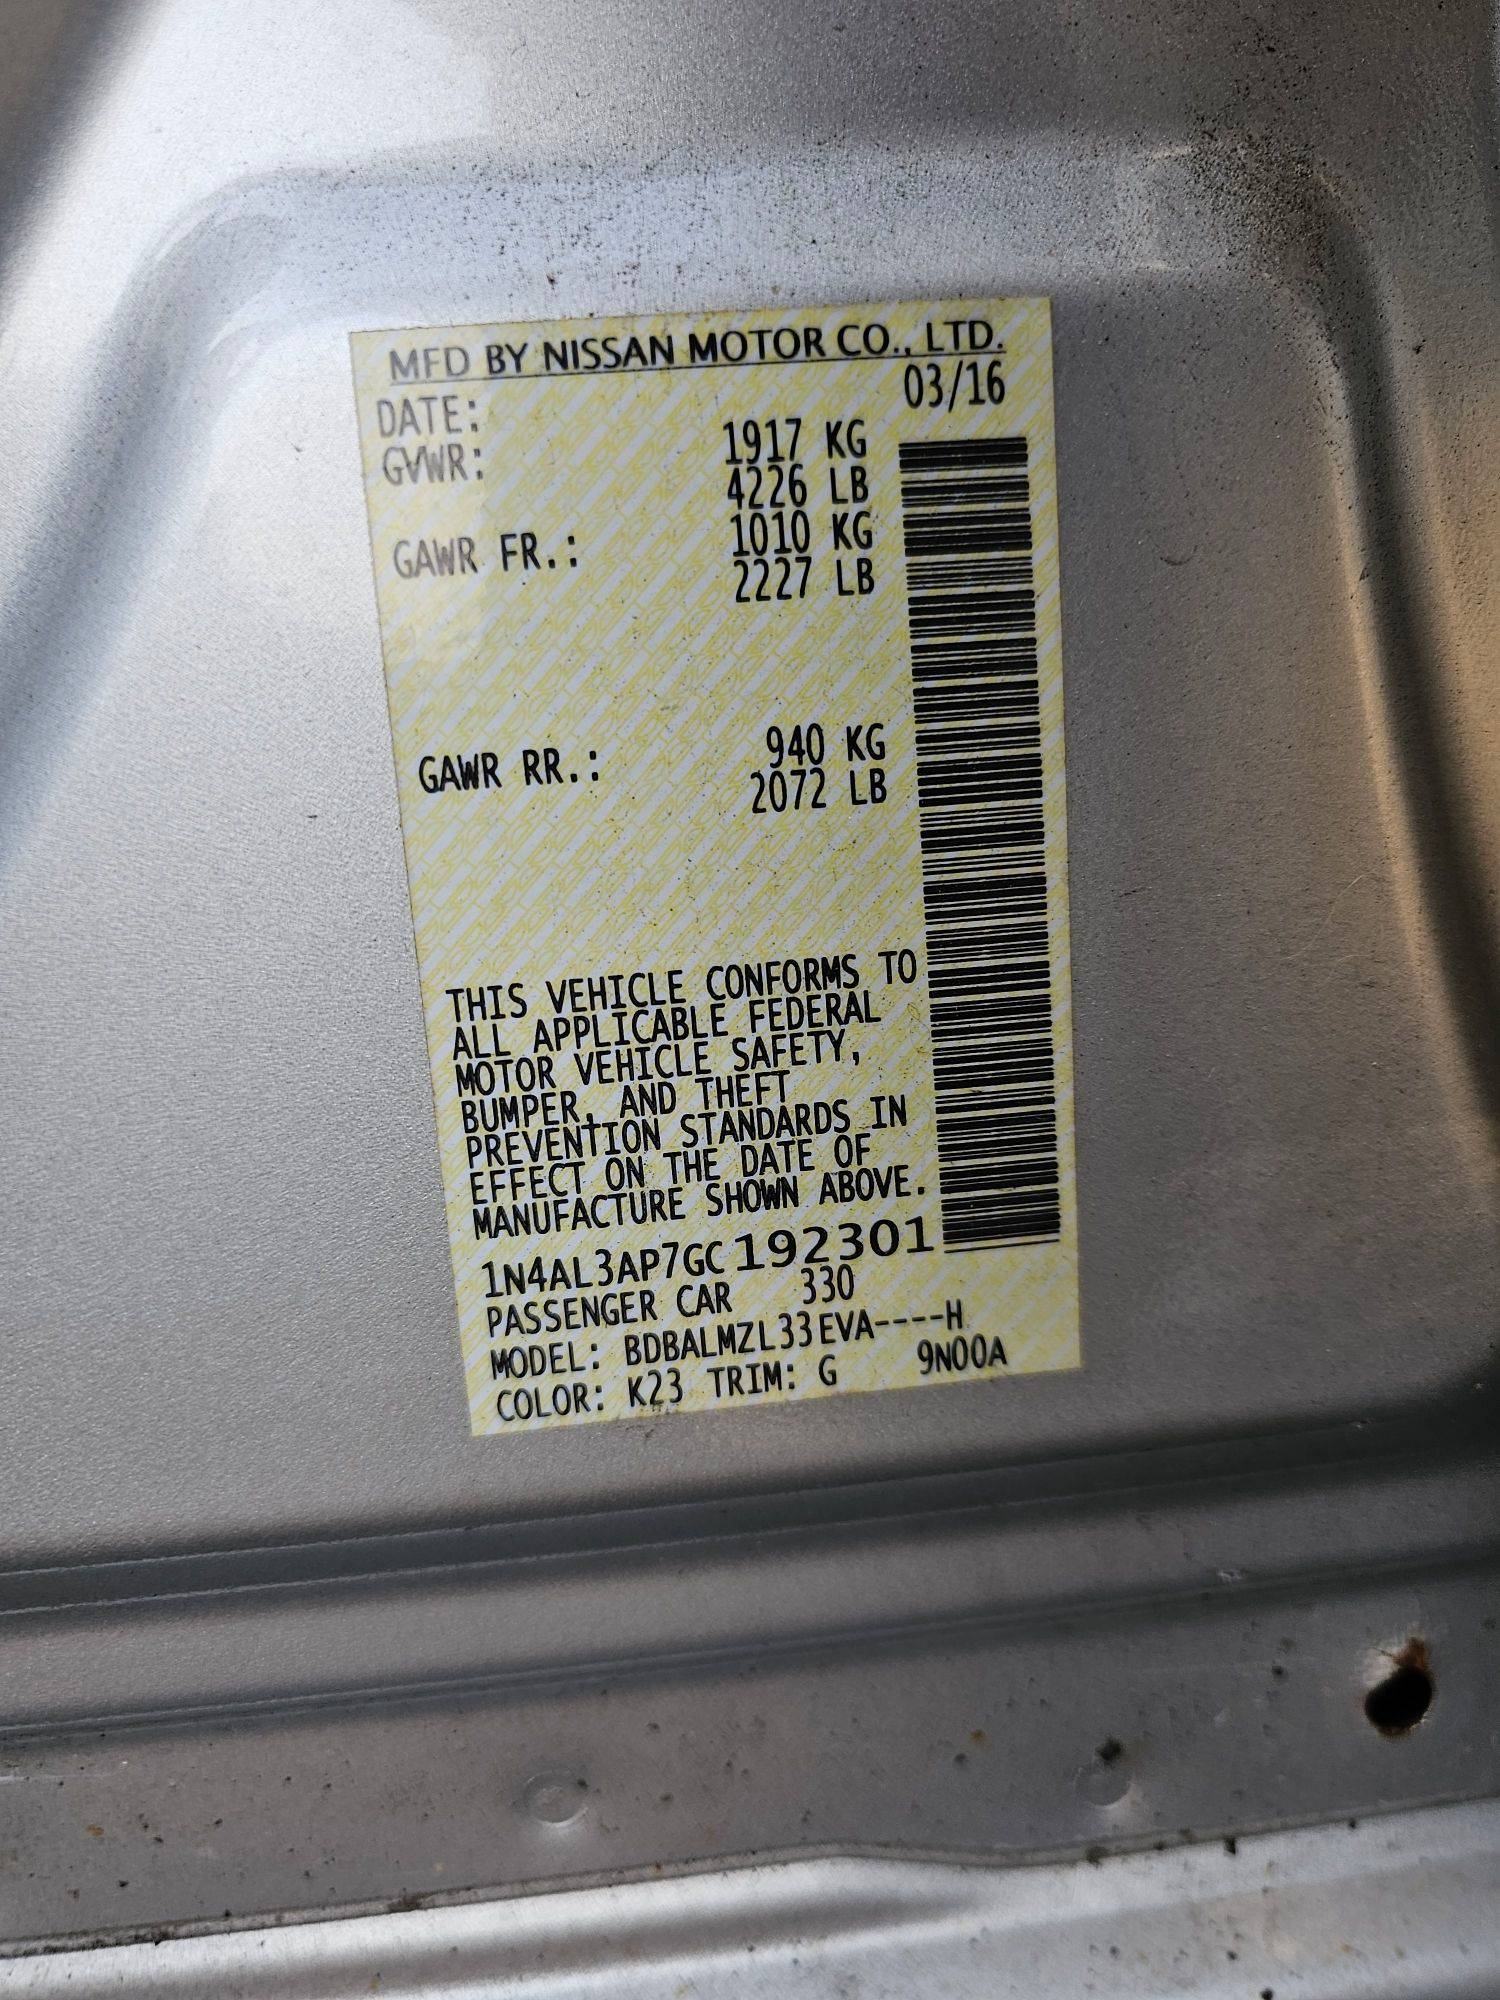 MFD BY NISSAN MOTOR CO., LTD.
DATE: 03/16
GVWR: 1917 KG
4226 LB
GAWR FR.: 1010 KG
2227 LB
GAWR RR.: 940 KG
2072 LB
THIS VEHICLE CONFORMS TO
ALL APPLICABLE FEDERAL
MOTOR VEHICLE SAFETY,
BUMPER, AND THEFT
PREVENTION STANDARDS IN
EFFECT ON THE DATE OF
MANUFACTURE SHOWN ABOVE.
1N4AL3AP7GC192301
PASSENGER CAR 330
MODEL: BDBALMZL33EVA----H
COLOR: K23 TRIM: G 9N00A